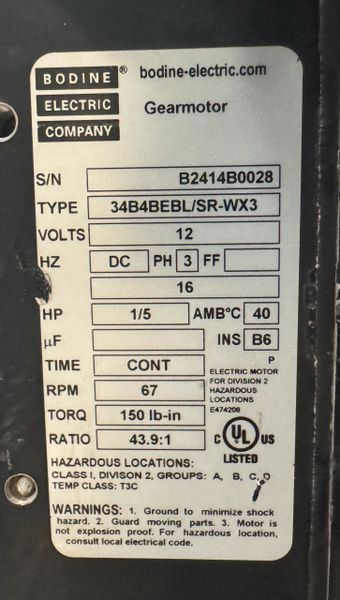 BODINE ® bodine-electric.com
ELECTRIC Gearmotor
COMPANY
S/N B2414B0028
TYPE 34B4BEBL/SR-WX3
VOLTS 12
HZ DC PH 3 FF
16
HP 1/5 AMB°C 40
µF INS B6
TIME CONT P
RPM 67
TORQ 150 lb-in
RATIO 43.9:1
ELECTRIC MOTOR
FOR DIVISION 2
HAZARDOUS
LOCATIONS
E474208
C UL US
LISTED
HAZARDOUS LOCATIONS:
CLASS I, DIVISON 2, GROUPS: A, B, C, D
TEMP CLASS: T3C
WARNINGS: 1. Ground to minimize shock
hazard. 2. Guard moving parts. 3. Motor is
not explosion proof. For hazardous location,
consult local electrical code.